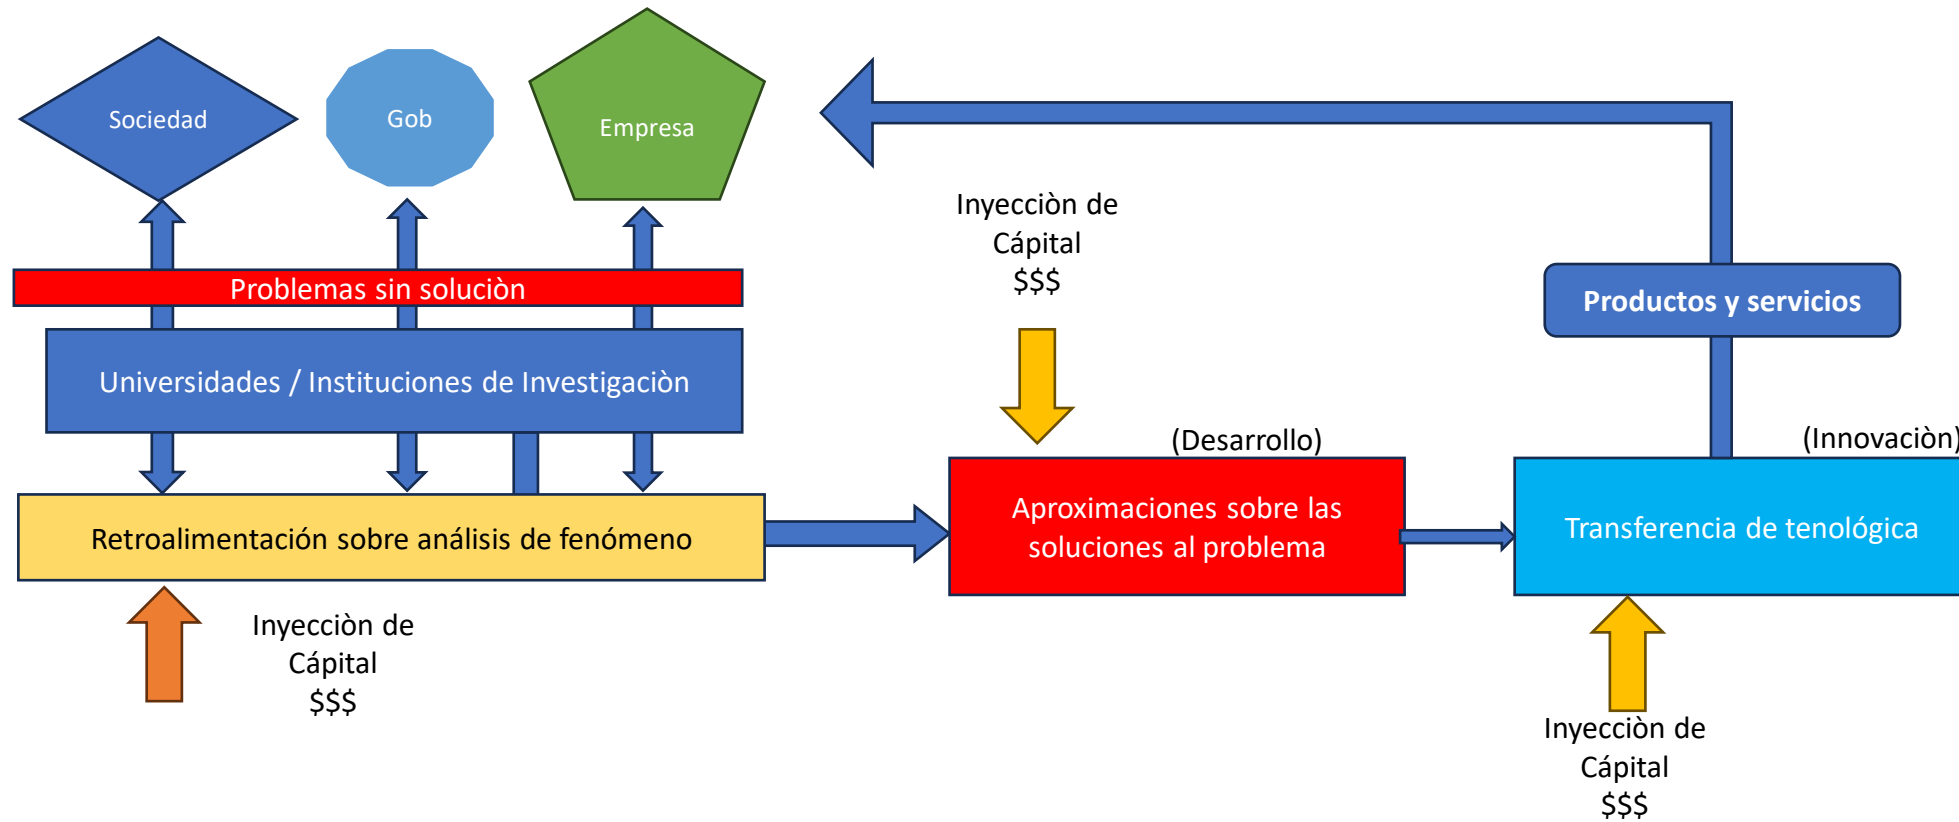 Sociedad
Gob
Empresa
Problemas sin soluciòn
Universidades / Instituciones de Investigaciòn
Retroalimentación sobre análisis de fenómeno
Inyecciòn de
Cápital
$$$
Inyecciòn de
Cápital
$$$
(Desarrollo)
Aproximaciones sobre las
soluciones al problema
Productos y servicios
(Innovaciòn)
Transferencia de tenológica
Inyecciòn de
Cápital
$$$